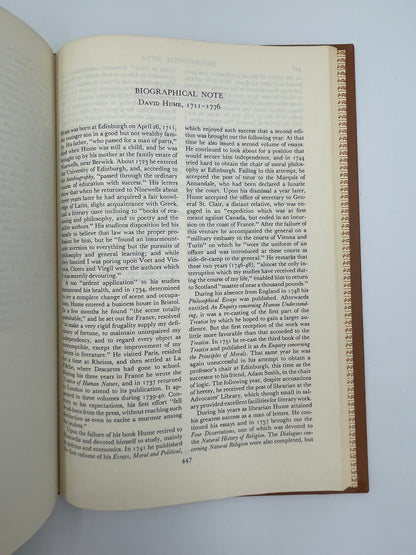 BIOGRAPHICAL NOTE
DAVID HUME, 1711-1776
HUME was born at Edinburgh on April 26, 1711,
the younger son in a good but not wealthy fam-
ily. His father, "who passed for a man of parts,"
died when Hume was still a child, and he was
brought up by his mother at the family estate of
Ninewells, near Berwick. About 1723 he entered
the University of Edinburgh, and, according to
his Autobiography, "passed through the ordinary
course of education with success." His letters
show that when he returned to Ninewells about
three years later he had acquired a fair knowl-
edge of Latin, slight acquaintance with Greek,
and a literary taste inclining to "books of rea-
soning and philosophy, and to poetry and the
polite authors." His studious disposition led his
family to believe that law was the proper pro-
fession for him, but he "found an insurmount-
able aversion to everything but the pursuits of
philosophy and general learning; and while
they fancied I was poring upon Voet and Vin-
nius, Cicero and Virgil were the authors which
I was secretly devouring."
A too "ardent application" to his studies
threatened his health, and in 1734, determined
to try a complete change of scene and occupa-
tion, Hume entered a business house in Bristol.
In a few months he found "the scene totally
unsuitable," and he set out for France, resolved
"to make a very rigid frugality supply my defi-
ciency of fortune, to maintain unimpaired my
independency, and to regard every object as
contemptible, except the improvement of my
talents in literature." He visited Paris, resided
for a time at Rheims, and then settled at La
Flèche, where Descartes had gone to school.
During his three years in France he wrote the
Treatise of Human Nature, and in 1737 returned
to London to attend to its publication. It ap-
peared in three volumes during 1739-40. Con-
trary to his expectations, his first effort "fell
dead-born from the press, without reaching such
distinction as even to excite a murmur among
the zealots."
Upon the failure of his book Hume retired to
Ninewells and devoted himself to study, mainly
in politics and economics. In 1741 he published
the first volume of his Essays, Moral and Political,
which enjoyed such success that a second edi-
tion was brought out the following year. At that
time he also issued a second volume of essays.
He continued to look about for a position that
would secure him independence, and in 1744
tried hard to obtain the chair of moral philoso-
phy at Edinburgh. Failing in this attempt, he
accepted the post of tutor to the Marquis of
Annandale, who had been declared a lunatic
by the court. Upon his dismissal a year later,
Hume accepted the office of secretary to Gen-
eral St. Clair, a distant relative, who was en-
gaged in an "expedition which was at first
meant against Canada, but ended in an incur-
sion on the coast of France." After the failure of
this venture he accompanied the general on a
"military embassy to the courts of Vienna and
Turin" on which he "wore the uniform of an
officer and was introduced at these courts as
aide-de-camp to the general." He remarks that
these two years (1746-48), "were almost the only
interruption which my studies have received during
the course of my life," enabled him to return
to Scotland "master of near a thousand pounds."
During his absence from England in 1748 his
Philosophical Essays was published. Afterwards
entitled An Enquiry concerning Human Understand-
ing, it was a re-casting of the first part of the
Treatise by which he hoped to gain a larger audi-
ence. But the reception of the work was little
more favorable than that accorded to the
Treatise. In 1751 he re-cast the third book of the
Treatise and published it as An Enquiry concerning
the Principles of Morals. That same year he was
again unsuccessful in his attempt to obtain a
professor's chair at Edinburgh, this time as the
successor to his friend, Adam Smith, in the chair
of logic. The following year, despite accusations
of heresy, he received the post of librarian at the
Advocates' Library, which, though small in sal-
ary, provided excellent facilities for literary work.
During his years as librarian Hume attained
his greatest success as a man of letters. He con-
tinued his essays and in 1757 brought out the
Four Dissertations, one of which was devoted to
the Natural History of Religion. The Dialogues con-
cerning Natural Religion were also completed, but
447